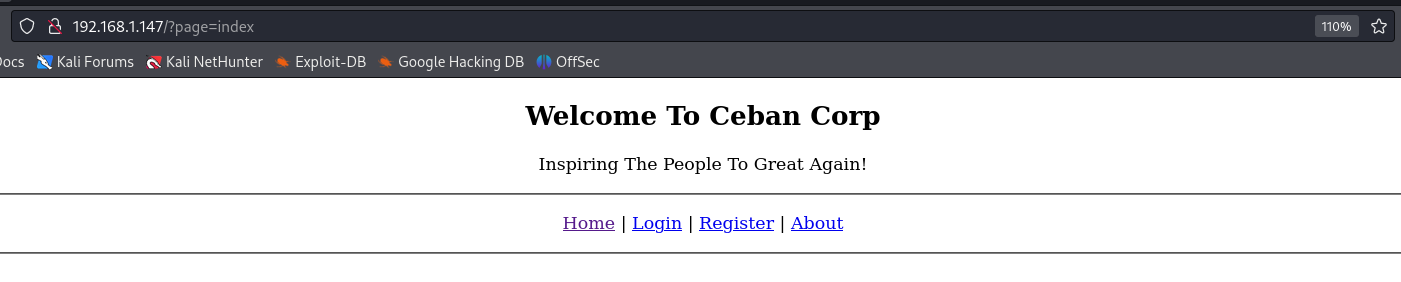 192.168.1.147/?page=index 110%
Docs Kali Forums Kali NetHunter Exploit-DB Google Hacking DB OffSec
Welcome To Ceban Corp
Inspiring The People To Great Again!
Home | Login | Register | About